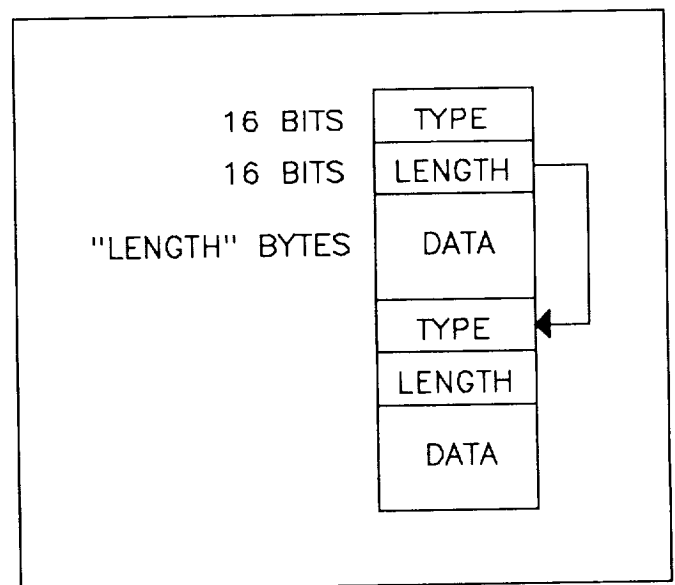 16 BITS TYPE
16 BITS LENGTH
"LENGTH" BYTES DATA
TYPE
LENGTH
DATA